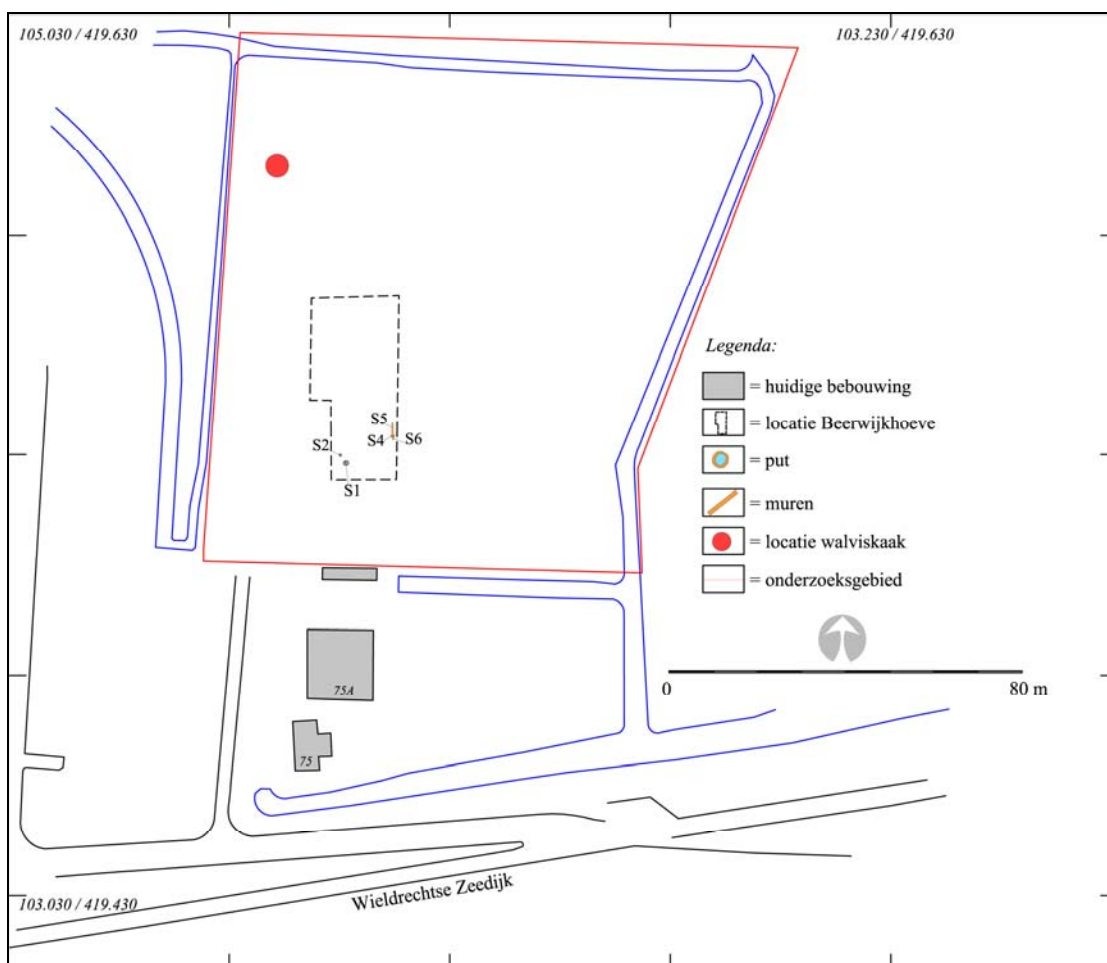 105.030 / 419.630
103.230 / 419.630
Legenda:
= huidige bebouwing
= locatie Beerwijkhoeve
= put
= muren
= locatie walviskaak
= onderzoeksgebied
S5
S4
S6
S2
S1
0
80 m
75A
75
103.030 / 419.430
Wieldrechtse Zeedijk